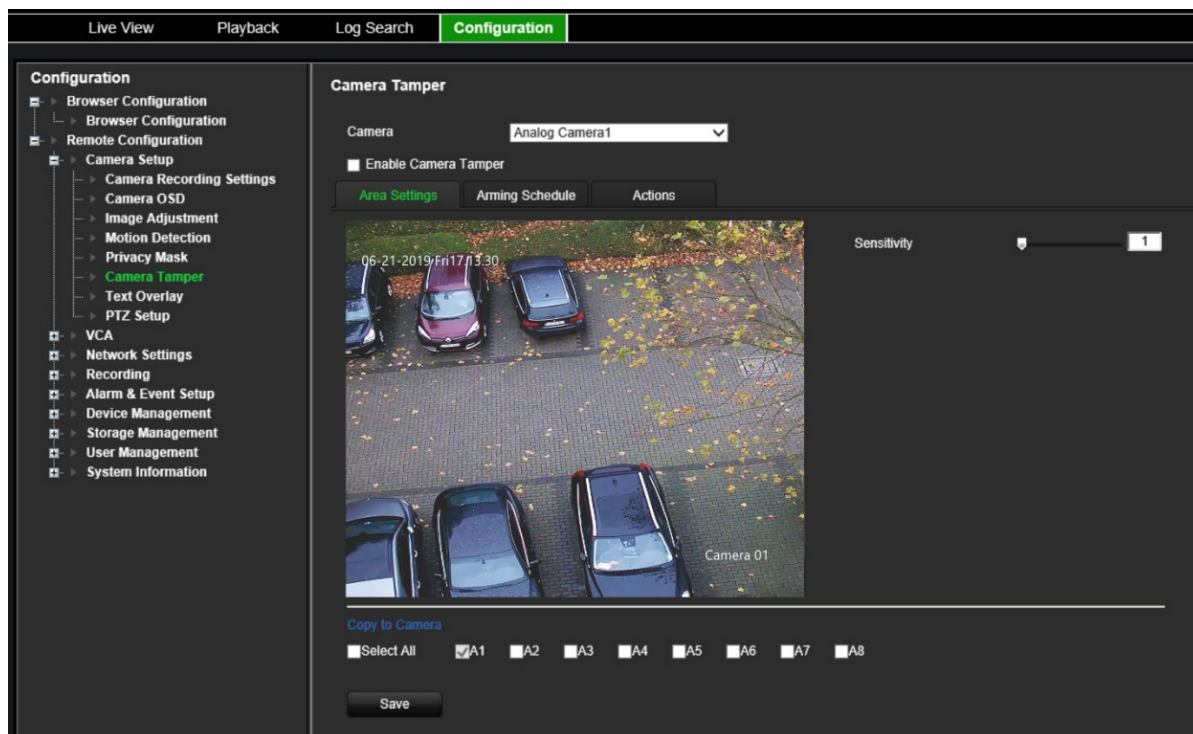 Live View Playback Log Search Configuration
Configuration
Browser Configuration
Browser Configuration
Remote Configuration
Camera Setup
Camera Recording Settings
Camera OSD
Image Adjustment
Motion Detection
Privacy Mask
Camera Tamper
Text Overlay
PTZ Setup
VCA
Network Settings
Recording
Alarm & Event Setup
Device Management
Storage Management
User Management
System Information
Camera Tamper
Camera Analog Camera1
Enable Camera Tamper
Area Settings Arming Schedule Actions
06-21-2019 Fri17:13:30
Camera 01
Sensitivity 1
Copy to Camera
Select All A1 A2 A3 A4 A5 A6 A7 A8
Save